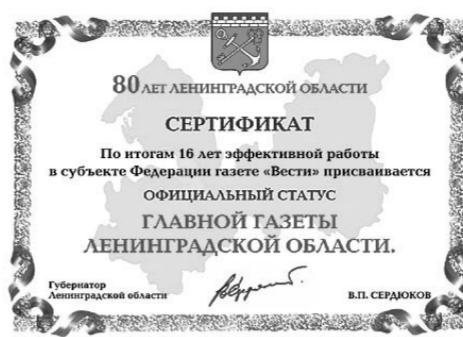 80 ЛЕТ ЛЕНИНГРАДСКОЙ ОБЛАСТИ
СЕРТИФИКАТ
По итогам 16 лет эффективной работы
в субъекте Федерации газете «Вести» присваивается
ОФИЦИАЛЬНЫЙ СТАТУС
ГЛАВНОЙ ГАЗЕТЫ
ЛЕНИНГРАДСКОЙ ОБЛАСТИ.
Губернатор
Ленинградской области
В.П. СЕРДЮКОВ